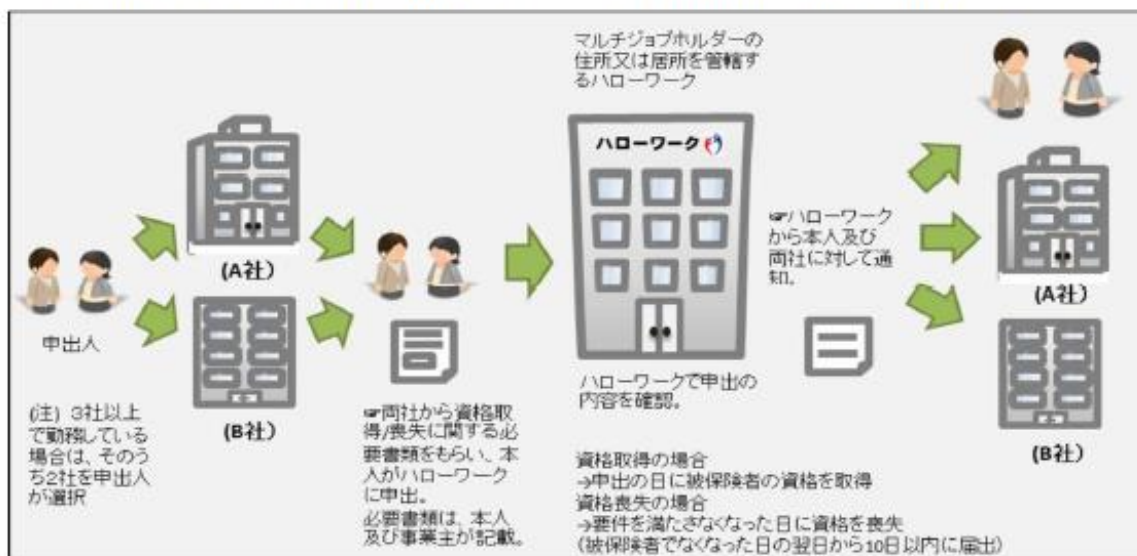 申出人
(注) 3社以上
で勤務している
場合は、そのう
ち2社を申出人
が選択
(A社)
(B社)
☞両社から資格取
得/喪失に関する必
要書類をもらい、本
人がハローワーク
に申出。
必要書類は、本人
及び事業主が記載。
マルチジョブホルダーの
住所又は居所を管轄す
るハローワーク
ハローワーク
ハローワークで申出の
内容を確認。
資格取得の場合
→申出の日に被保険者の資格を取得
資格喪失の場合
→要件を満たさなくなった日に資格を喪失
(被保険者でなくなった日の翌日から10日以内に届出)
☞ハローワーク
から本人及び
両社に対して通
知。
(A社)
(B社)